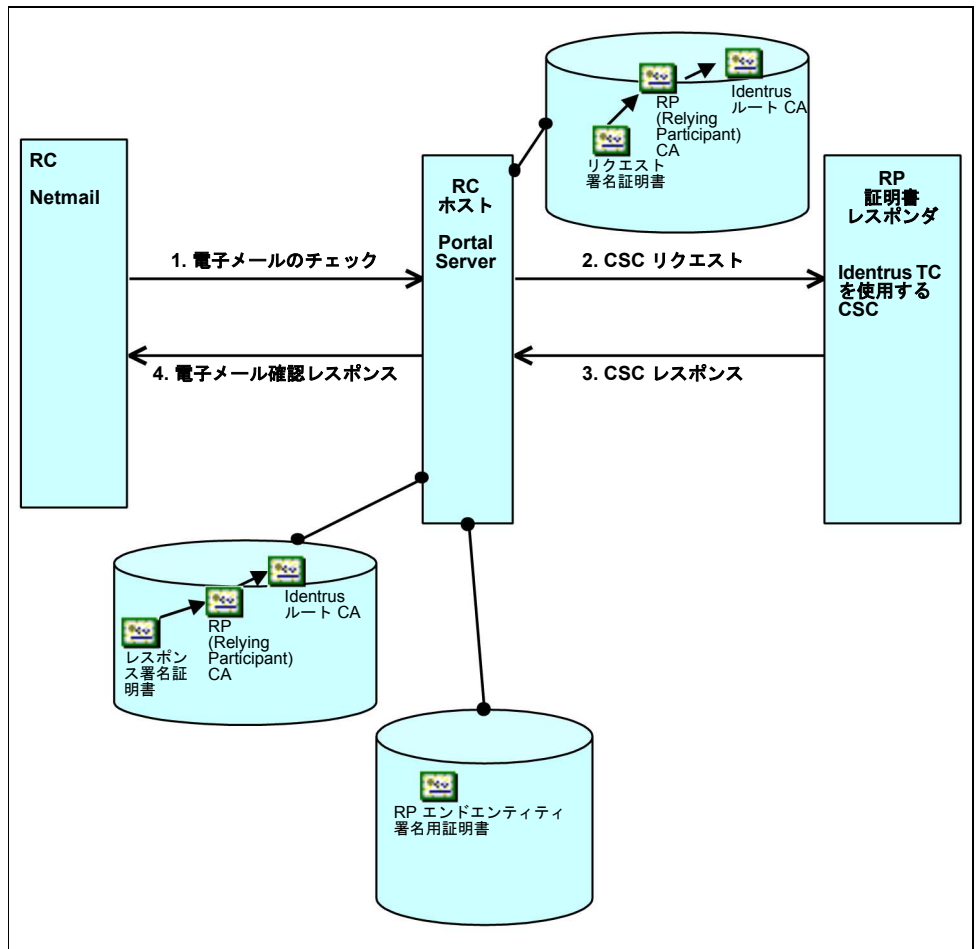 Identrus
ルート CA
RP
(Relying
Participant)
CA
リクエスト
署名証明書
RC
Netmail
RC
ホスト
Portal
Server
RP
証明書
レスポンダ
Identrus TC
を使用する
CSC
1. 電子メールのチェック
2. CSC リクエスト
4. 電子メール確認レスポンス
3. CSC レスポンス
Identrus
ルート CA
RP
(Relying
Participant)
CA
レスポン
ス署名証
明書
RP エンドエンティティ
署名用証明書